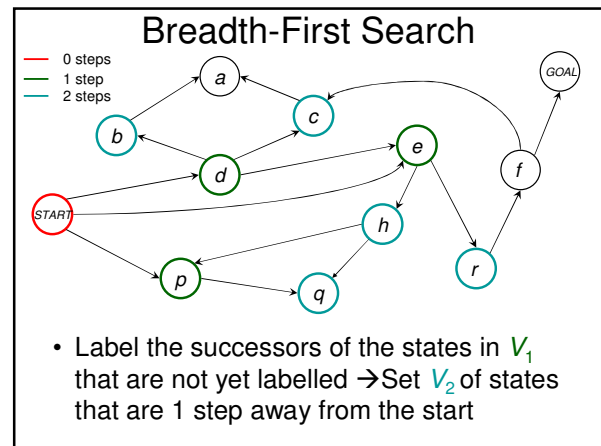 Breadth-First Search
0 steps
1 step
2 steps
a
GOAL
b
c
e
d
f
START
h
p
q
r
• Label the successors of the states in V₁
that are not yet labelled →Set V₂ of states
that are 1 step away from the start